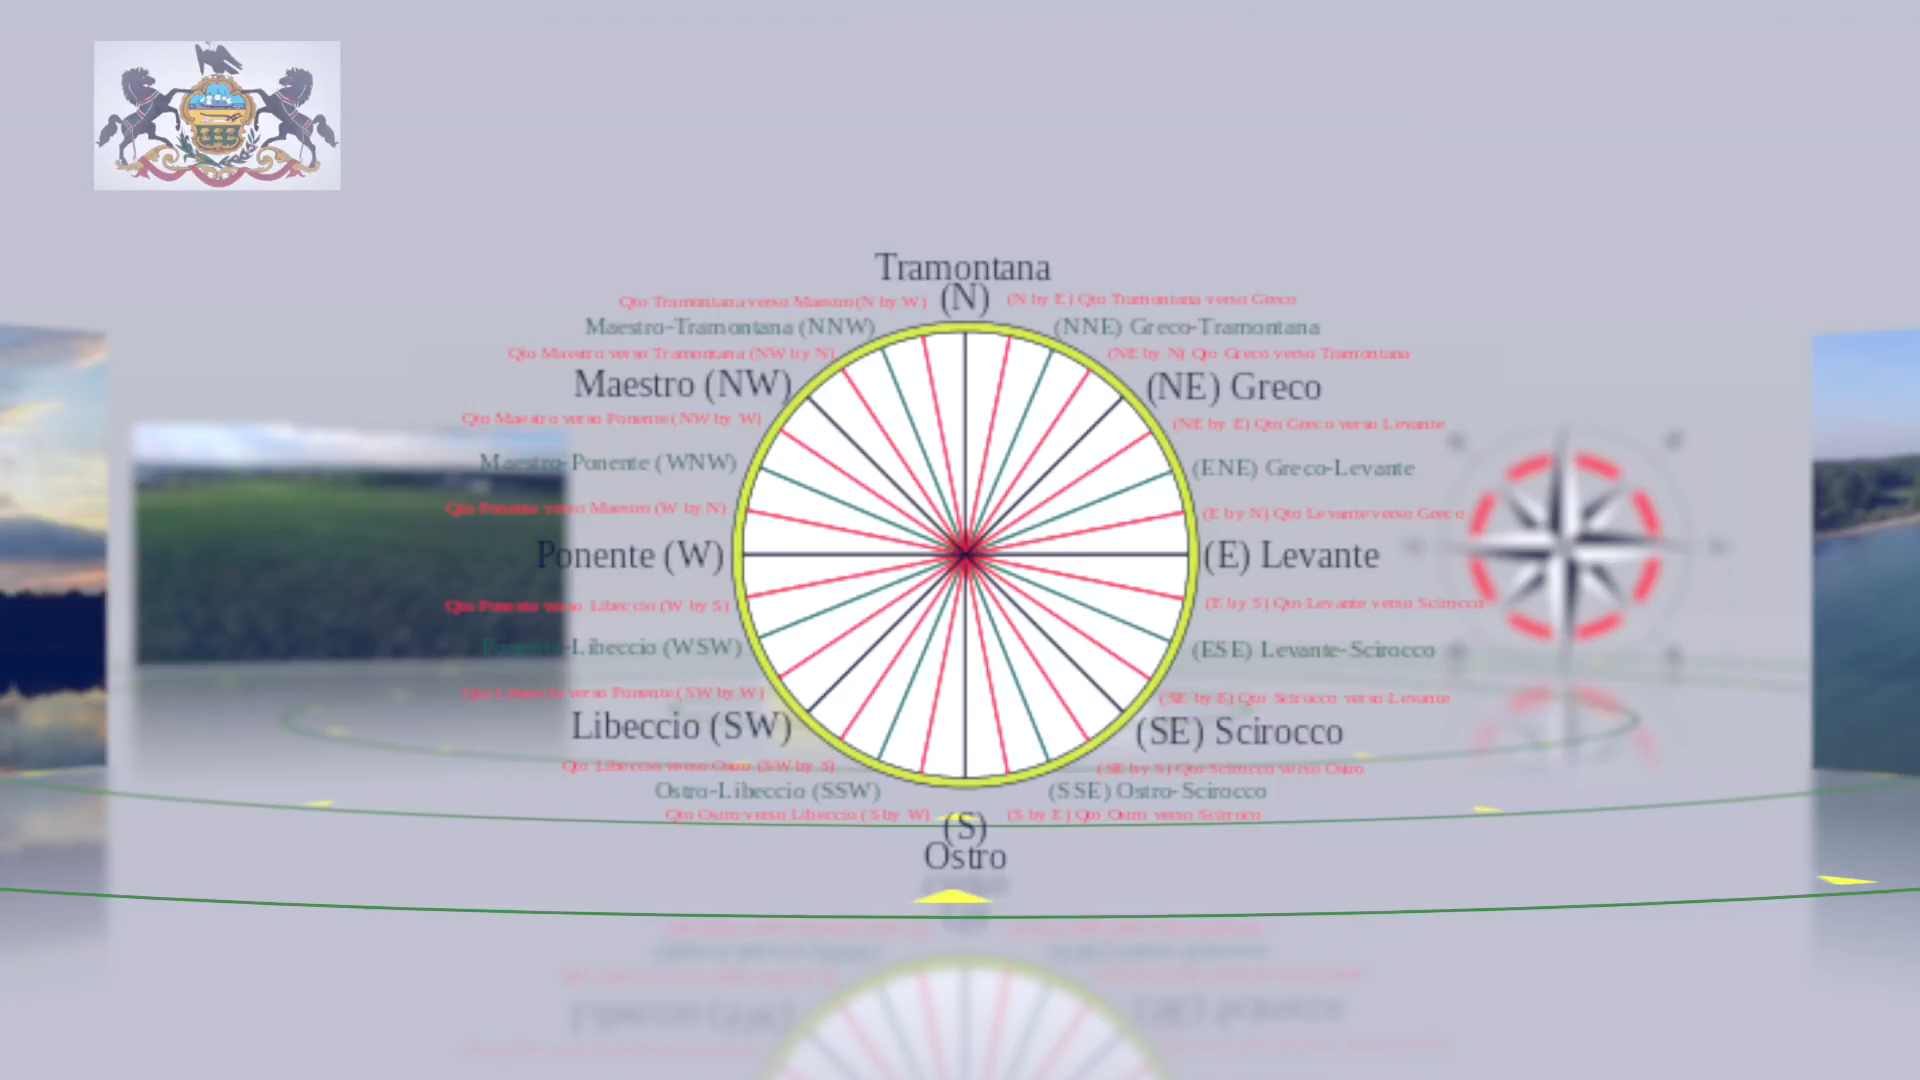 Tramontana
(N)
Qto Tramontana verso Maestro (N by W)
(N by E) Qto Tramontana verso Greco
Maestro-Tramontana (NNW)
(NNE) Greco-Tramontana
Qto Maestro verso Tramontana (NW by N)
(NE by N) Qto Greco verso Tramontana
Maestro (NW)
(NE) Greco
Qto Maestro verso Ponente (NW by W)
(NE by E) Qto Greco verso Levante
Maestro-Ponente (WNW)
(ENE) Greco-Levante
Qto Ponente verso Maestro (W by N)
(E by N) Qto Levante verso Greco
Ponente (W)
(E) Levante
Qto Ponente verso Libeccio (W by S)
(E by S) Qto Levante verso Scirocco
Ponente-Libeccio (WSW)
(ESE) Levante-Scirocco
Qto Libeccio verso Ponente (SW by W)
(SE by E) Qto Scirocco verso Levante
Libeccio (SW)
(SE) Scirocco
Qto Libeccio verso Ostro (SW by S)
(SE by S) Qto Scirocco verso Ostro
Ostro-Libeccio (SSW)
(SSE) Ostro-Scirocco
Qto Ostro verso Libeccio (S by W)
(S by E) Qto Ostro verso Scirocco
(S)
Ostro